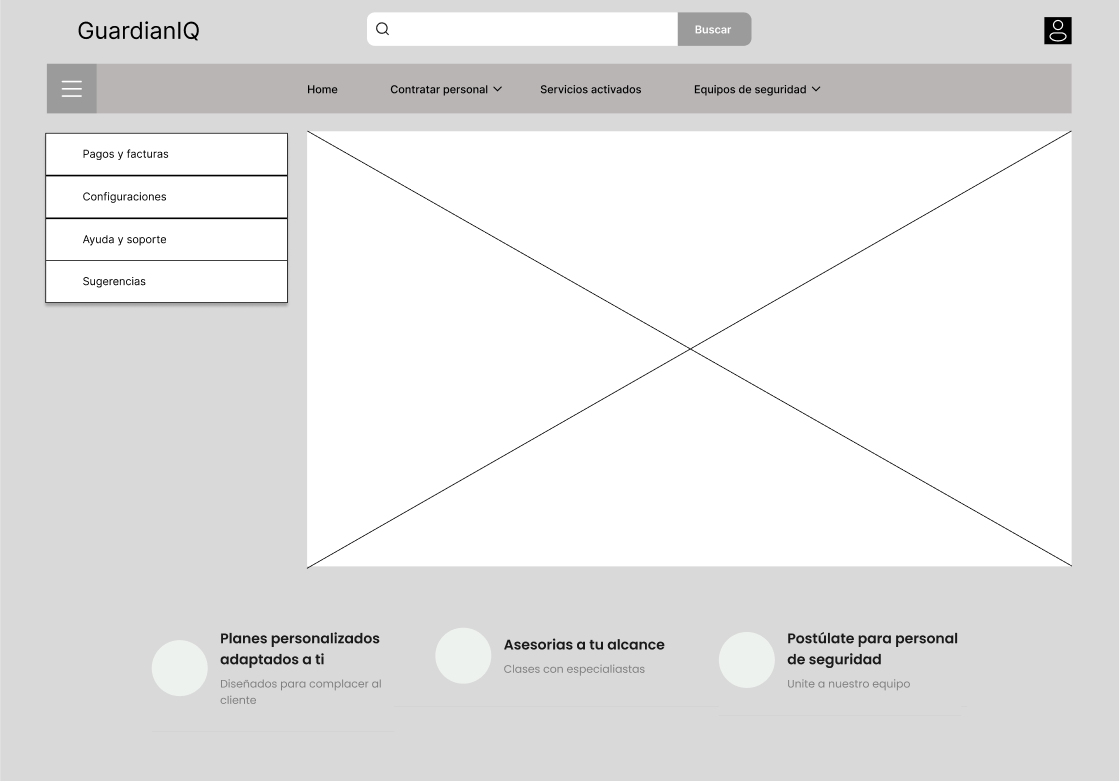 GuardianIQ
Buscar
Home
Contratar personal
Servicios activados
Equipos de seguridad
Pagos y facturas
Configuraciones
Ayuda y soporte
Sugerencias
Planes personalizados
adaptados a ti
Diseñados para complacer al
cliente
Asesorias a tu alcance
Clases con especialiastas
Postúlate para personal
de seguridad
Unite a nuestro equipo